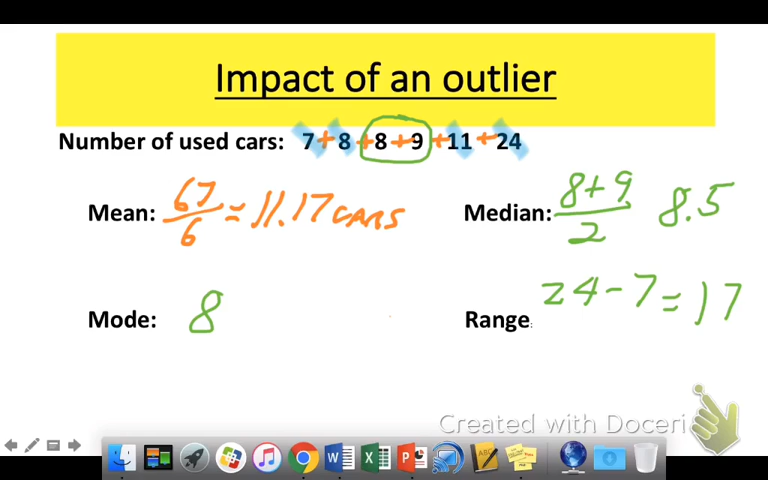 Impact of an outlier
Number of used cars: 7 + 8 + 8 + 9 + 11 + 24
Mean: 67/6 = 11.17 CARS
Median: 8+9/2 8.5
Mode: 8
Range: 24-7=17
Created with Doceri